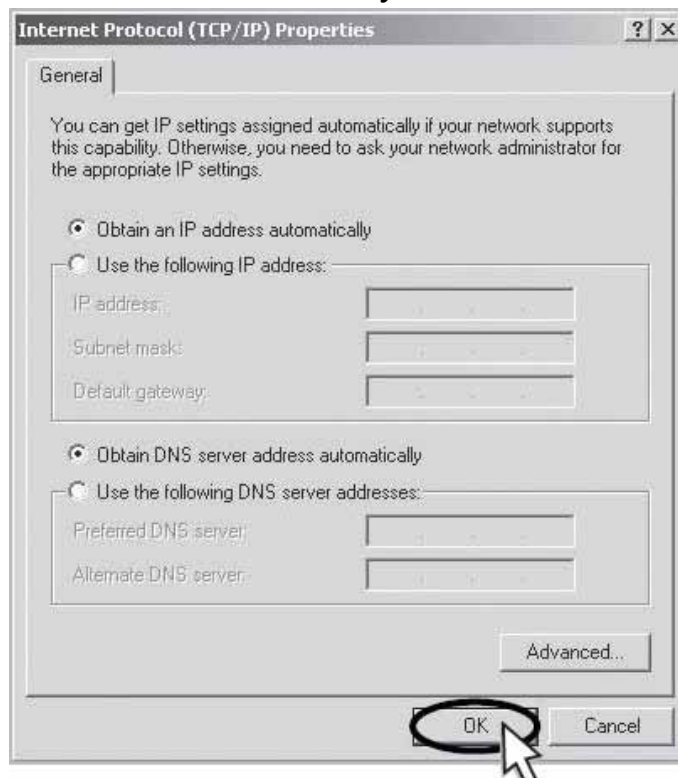 Internet Protocol (TCP/IP) Properties
General
You can get IP settings assigned automatically if your network supports
this capability. Otherwise, you need to ask your network administrator for
the appropriate IP settings.
Obtain an IP address automatically
Use the following IP address:
IP address:
Subnet mask:
Default gateway:
Obtain DNS server address automatically
Use the following DNS server addresses:
Preferred DNS server:
Alternate DNS server:
Advanced...
OK
Cancel